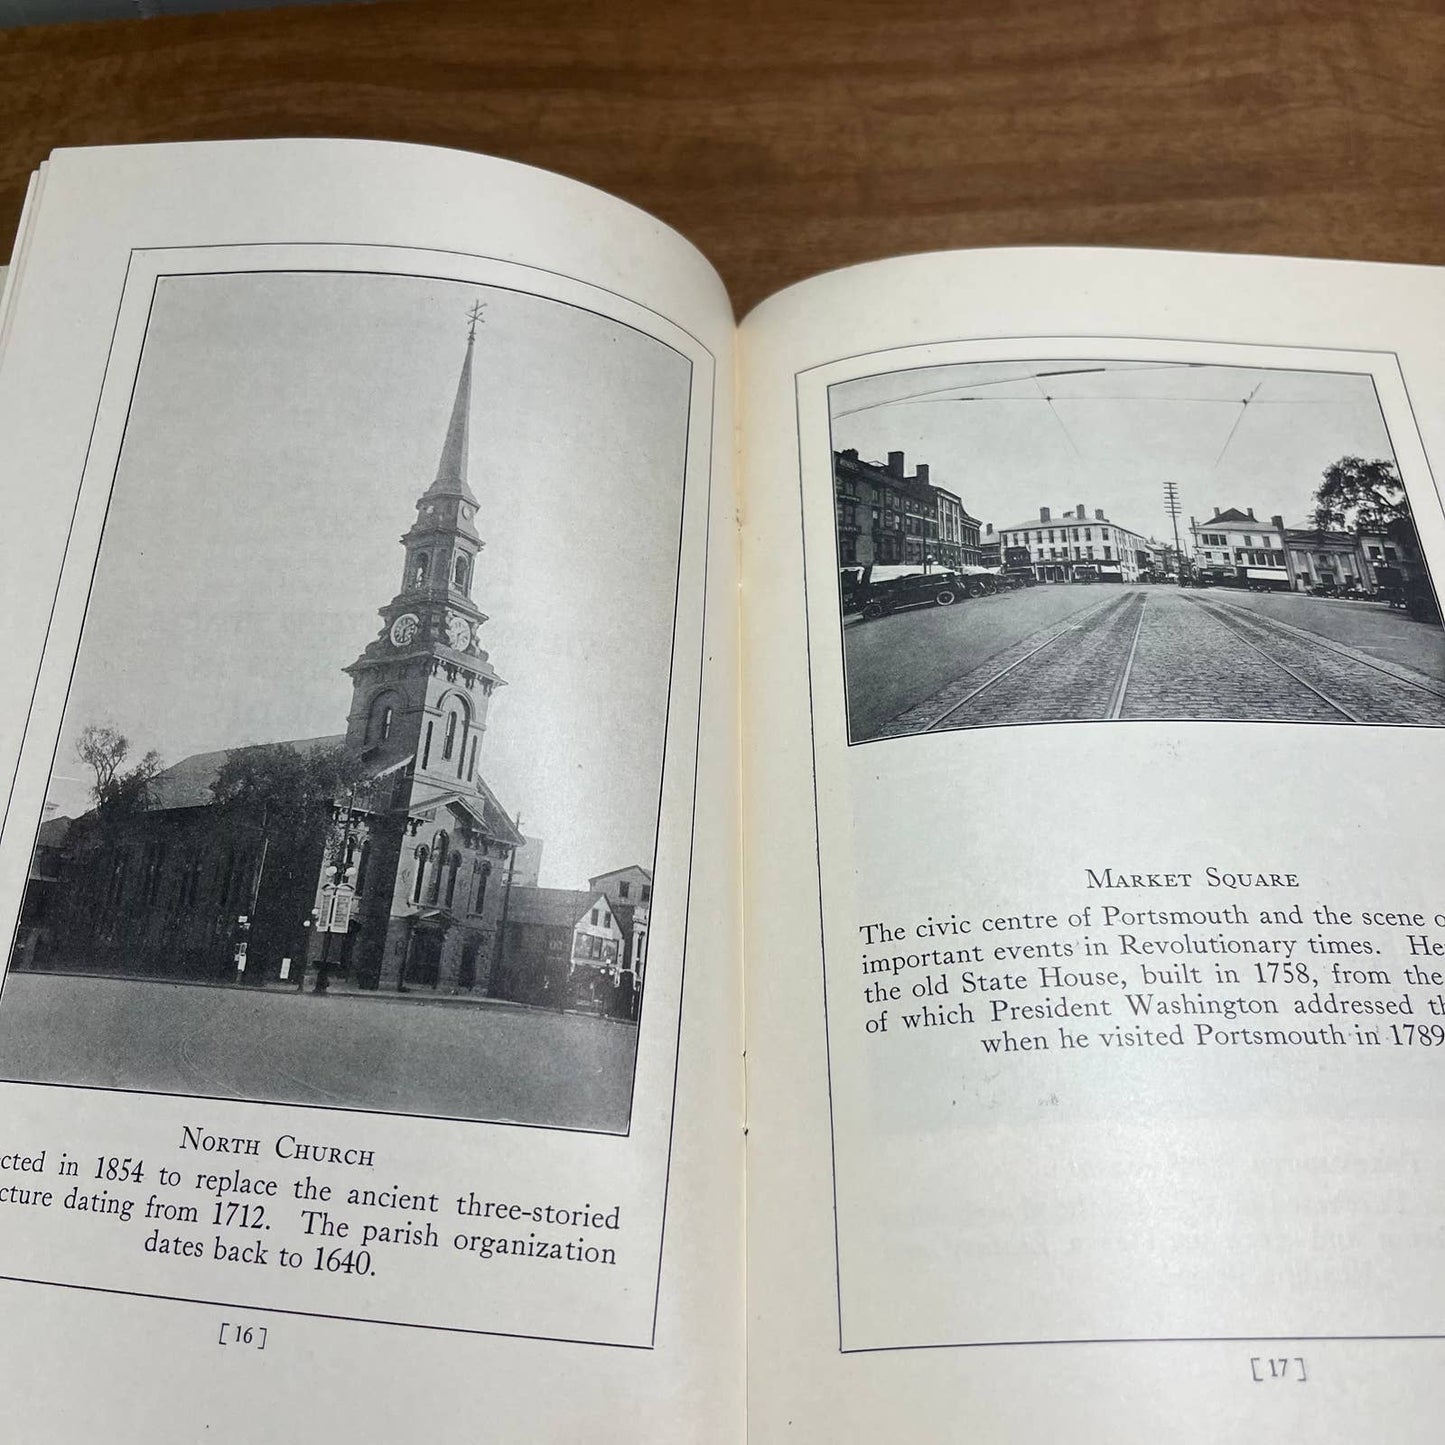 NORTH CHURCH
cted in 1854 to replace the ancient three-storied
cture dating from 1712. The parish organization
dates back to 1640.
[ 16 ]
MARKET SQUARE
The civic centre of Portsmouth and the scene o
important events in Revolutionary times. He
the old State House, built in 1758, from the
of which President Washington addressed th
when he visited Portsmouth in 1789
[ 17 ]